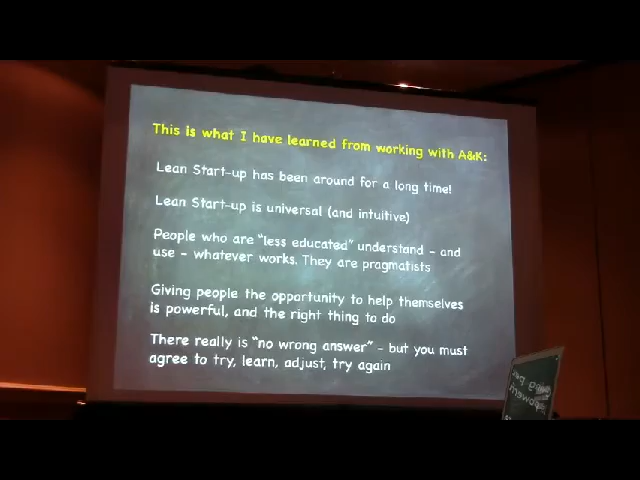 This is what I have learned from working with A&K:
Lean Start-up has been around for a long time!
Lean Start-up is universal (and intuitive)
People who are "less educated" understand - and
use - whatever works. They are pragmatists
Giving people the opportunity to help themselves
is powerful, and the right thing to do
There really is "no wrong answer" - but you must
agree to try, learn, adjust, try again